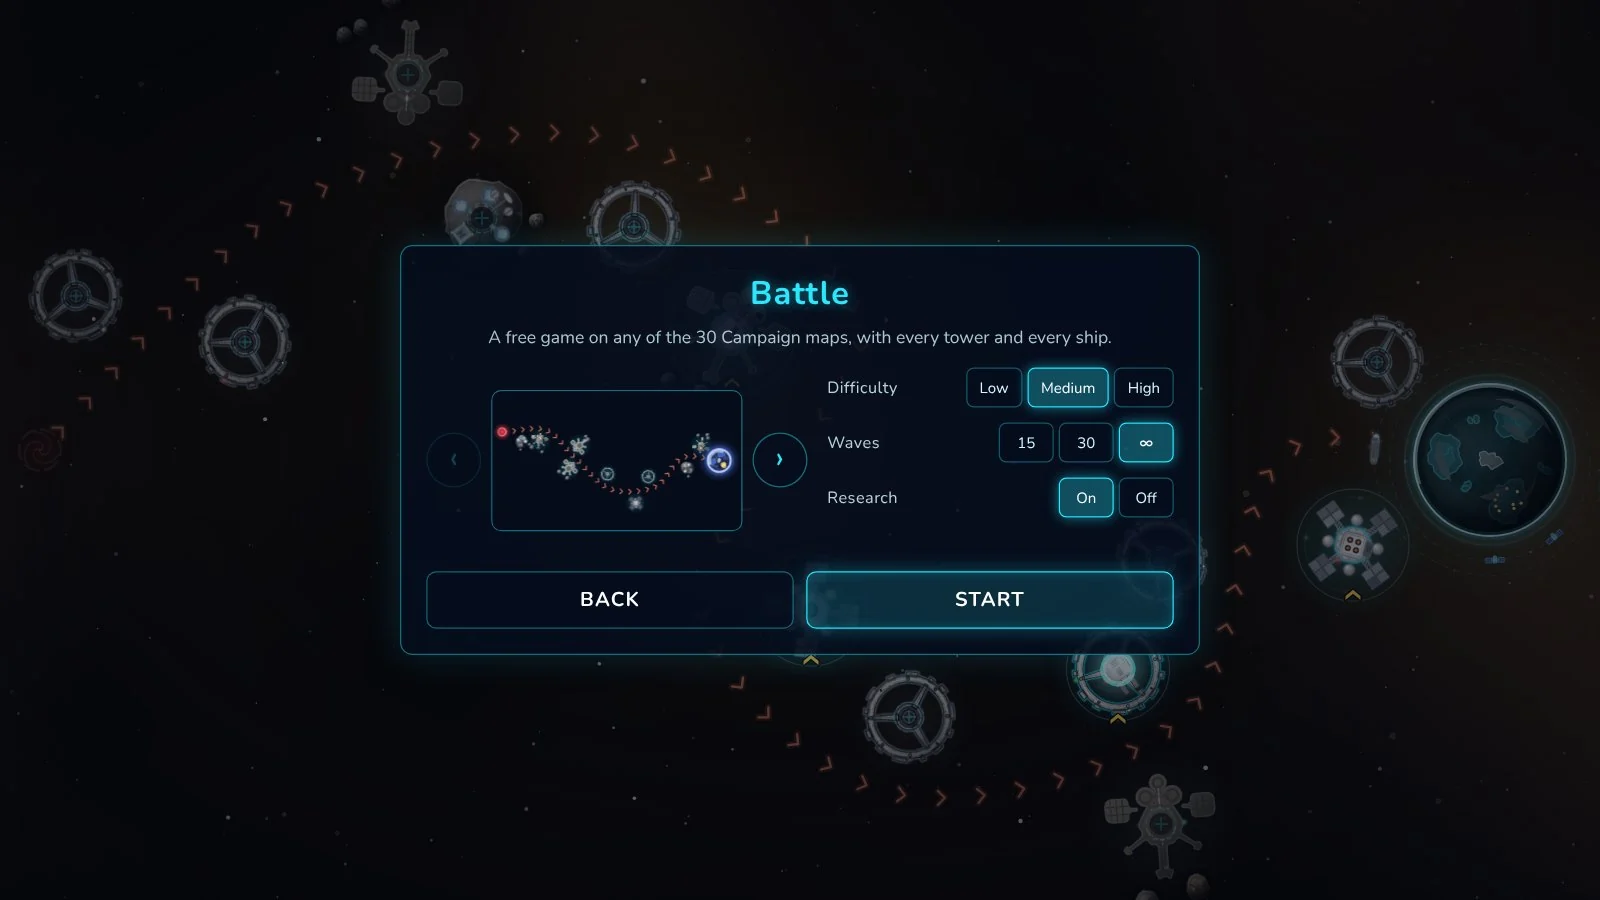 Battle
A free game on any of the 30 Campaign maps, with every tower and every ship.
Difficulty Low Medium High
Waves 15 30 ∞
Research On Off
BACK START